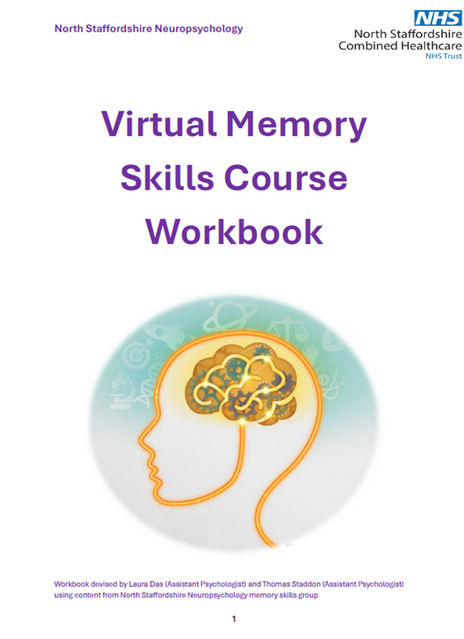 North Staffordshire Neuropsychology
NHS
North Staffordshire
Combined Healthcare
NHS Trust
Virtual Memory
Skills Course
Workbook
Workbook devised by Laura Das (Assistant Psychologist) and Thomas Staddon (Assistant Psychologist)
using content from North Staffordshire Neuropsychology memory skills group
1